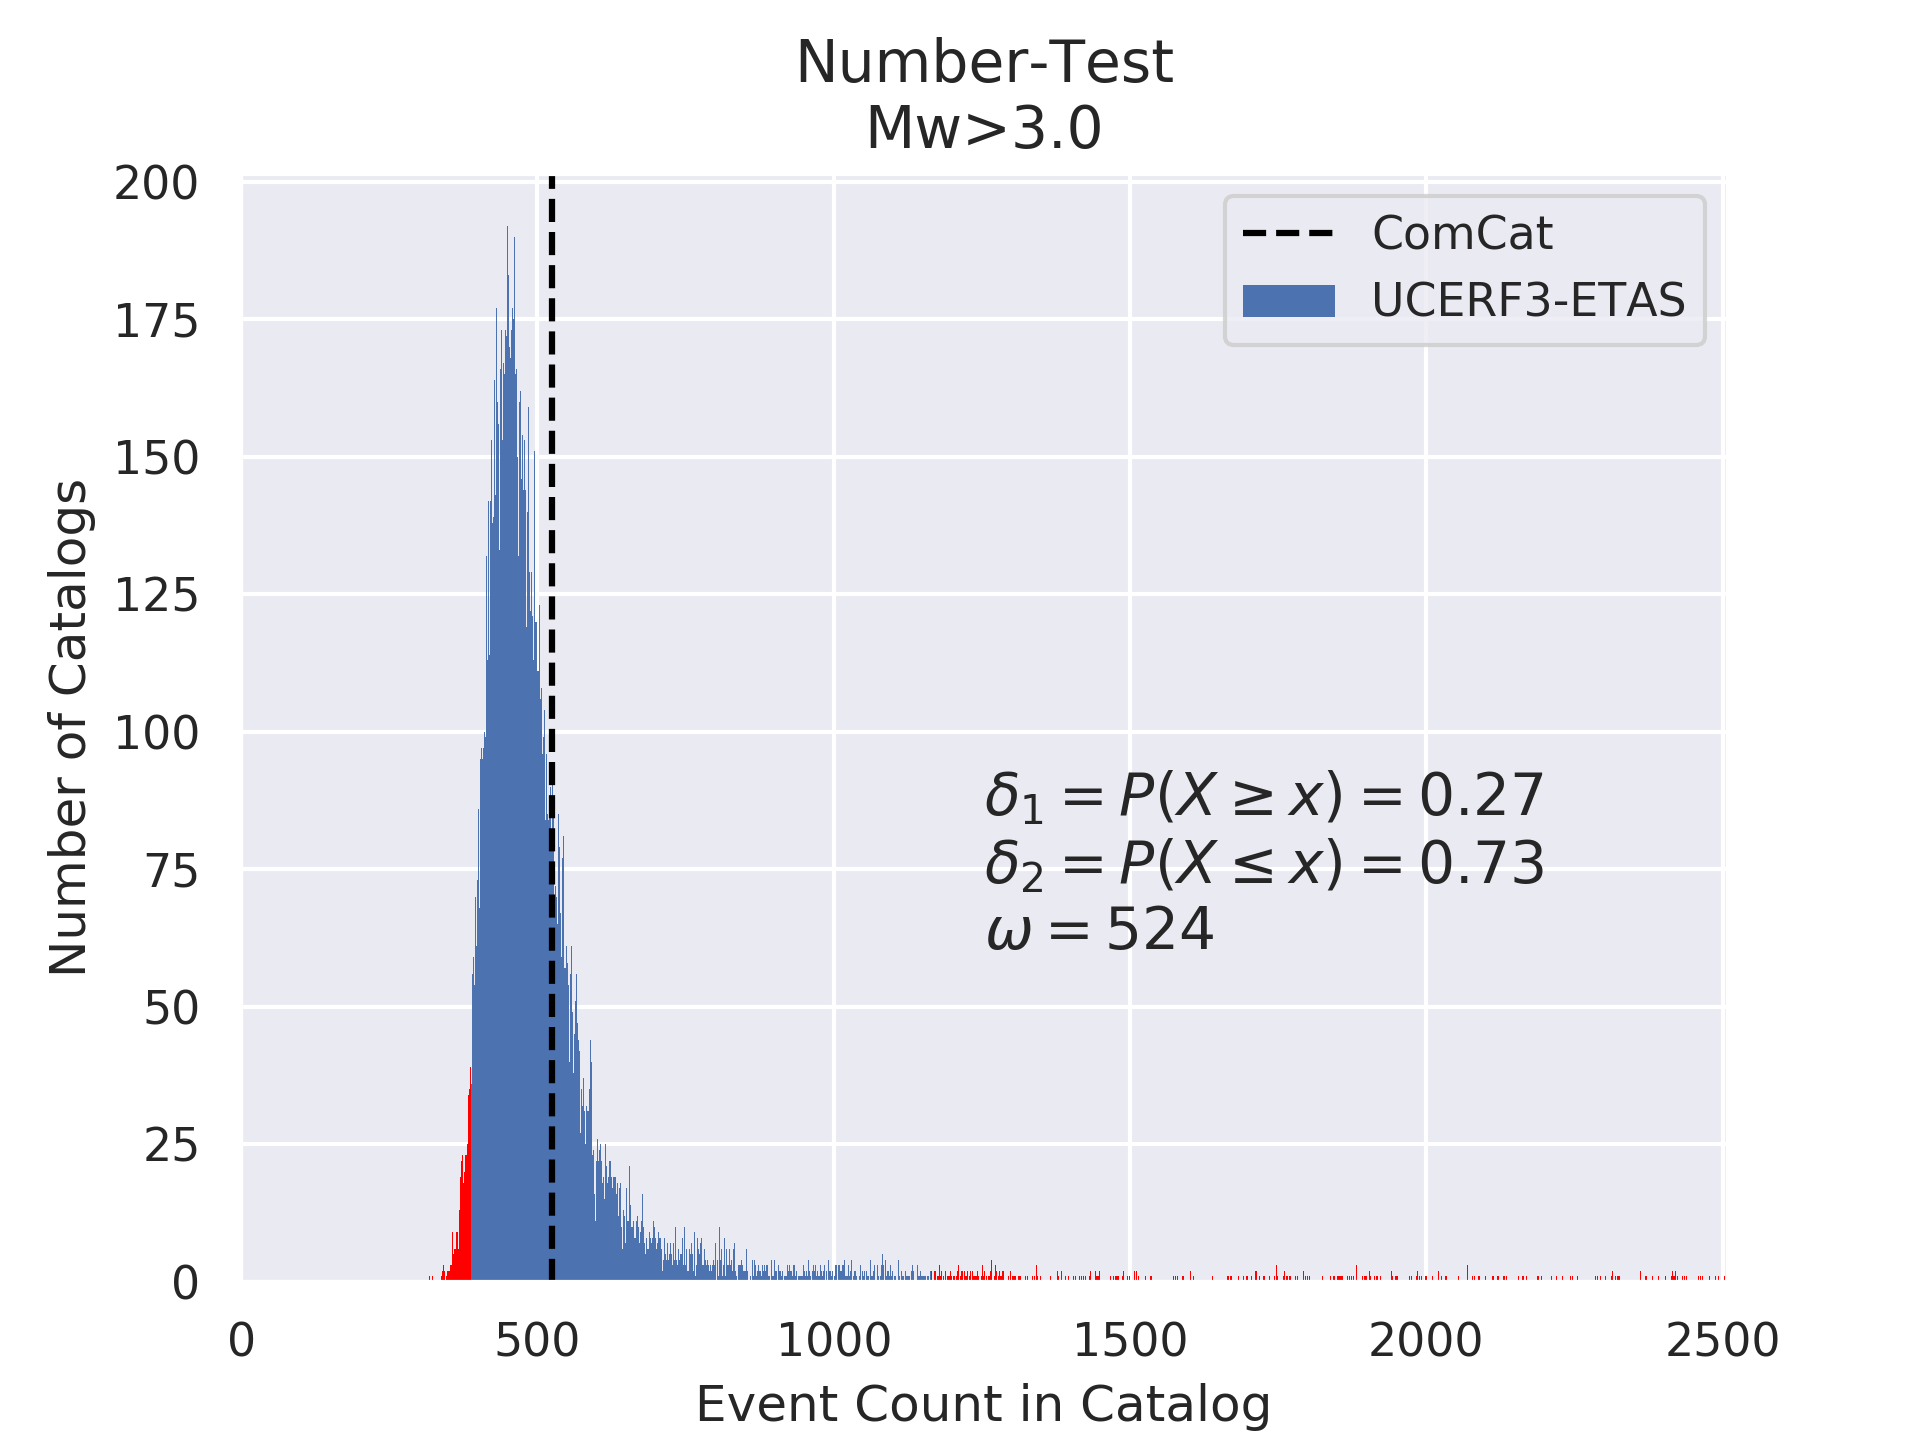 Number-Test
Mw>3.0
200
175
150
125
100
75
50
25
0
Number of Catalogs
ComCat
UCERF3-ETAS
δ₁ = P(X ≥ x) = 0.27
δ₂ = P(X ≤ x) = 0.73
ω = 524
0 500 1000 1500 2000 2500
Event Count in Catalog